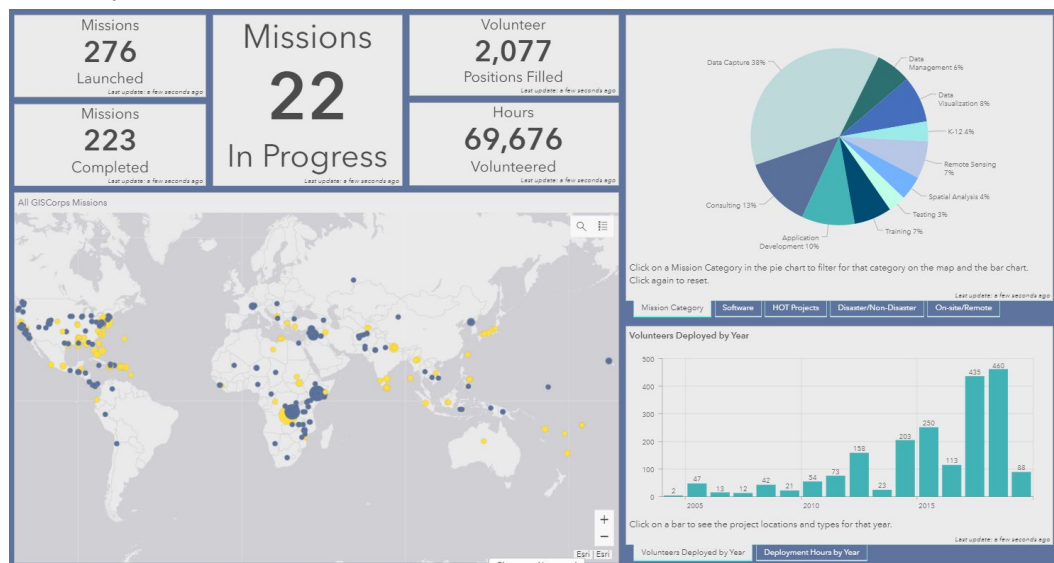 Missions
276
Launched
Last update: a few seconds ago
Missions
223
Completed
Last update: a few seconds ago
Missions
22
In Progress
Last update: a few seconds ago
Volunteer
2,077
Positions Filled
Last update: a few seconds ago
Hours
69,676
Volunteered
Last update: a few seconds ago
All GISCorps Missions
+
−
Esri | Esri
Data Capture 38%
Data
Management 6%
Data
Visualization 8%
K-12 4%
Remote Sensing
7%
Spatial Analysis 4%
Testing 3%
Training 7%
Application
Development 10%
Consulting 13%
Click on a Mission Category in the pie chart to filter for that category on the map and the bar chart.
Click again to reset.
Last update: a few seconds ago
Mission Category
Software
HOT Projects
Disaster/Non-Disaster
On-site/Remote
Volunteers Deployed by Year
500
400
300
200
100
0
2
47
13
12
42
21
54
73
158
23
203
250
113
435
460
88
2005
2010
2015
Click on a bar to see the project locations and types for that year.
Last update: a few seconds ago
Volunteers Deployed by Year
Deployment Hours by Year